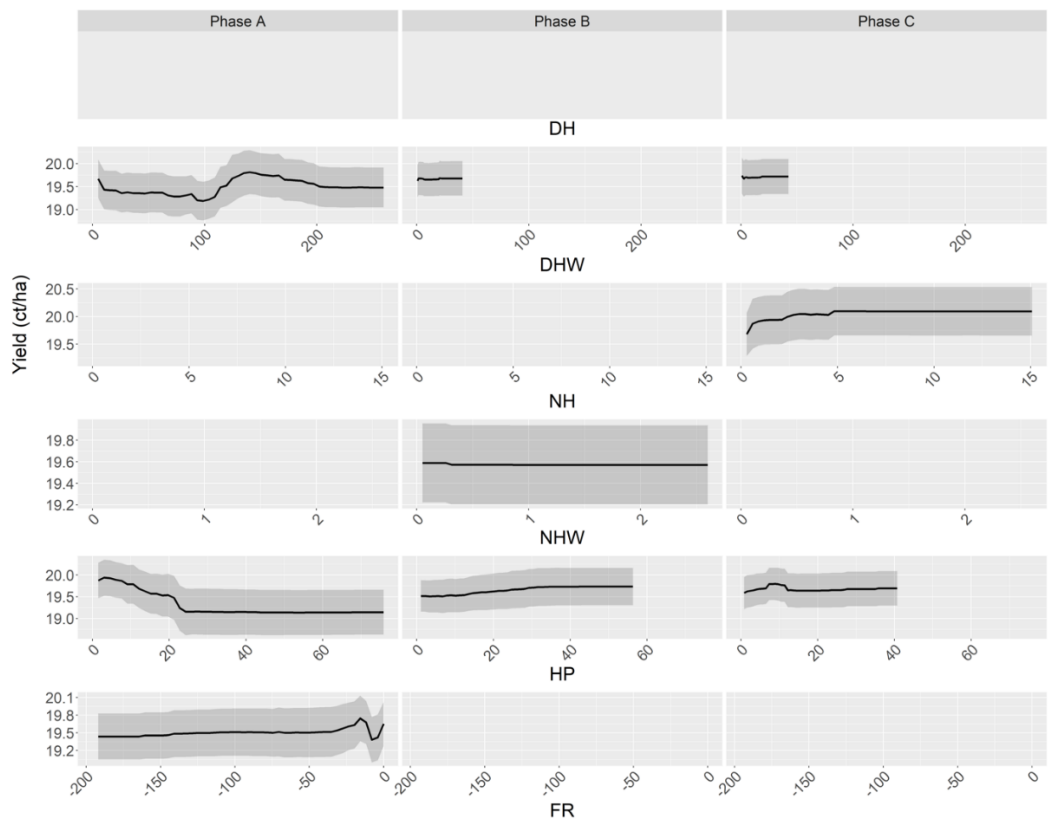 Phase A Phase B Phase C
DH
20.0
19.5
19.0
0 100 200 0 100 200 0 100 200
DHW
20.5
20.0
19.5
0 5 10 15 0 5 10 15 0 5 10 15
NH
19.8
19.6
19.4
19.2
0 1 2 0 1 2 0 1 2
NHW
20.0
19.5
19.0
0 20 40 60 0 20 40 60 0 20 40 60
HP
20.1
19.8
19.5
19.2
-200 -150 -100 -50 0 -200 -150 -100 -50 0 -200 -150 -100 -50 0
FR
Yield (ct/ha)